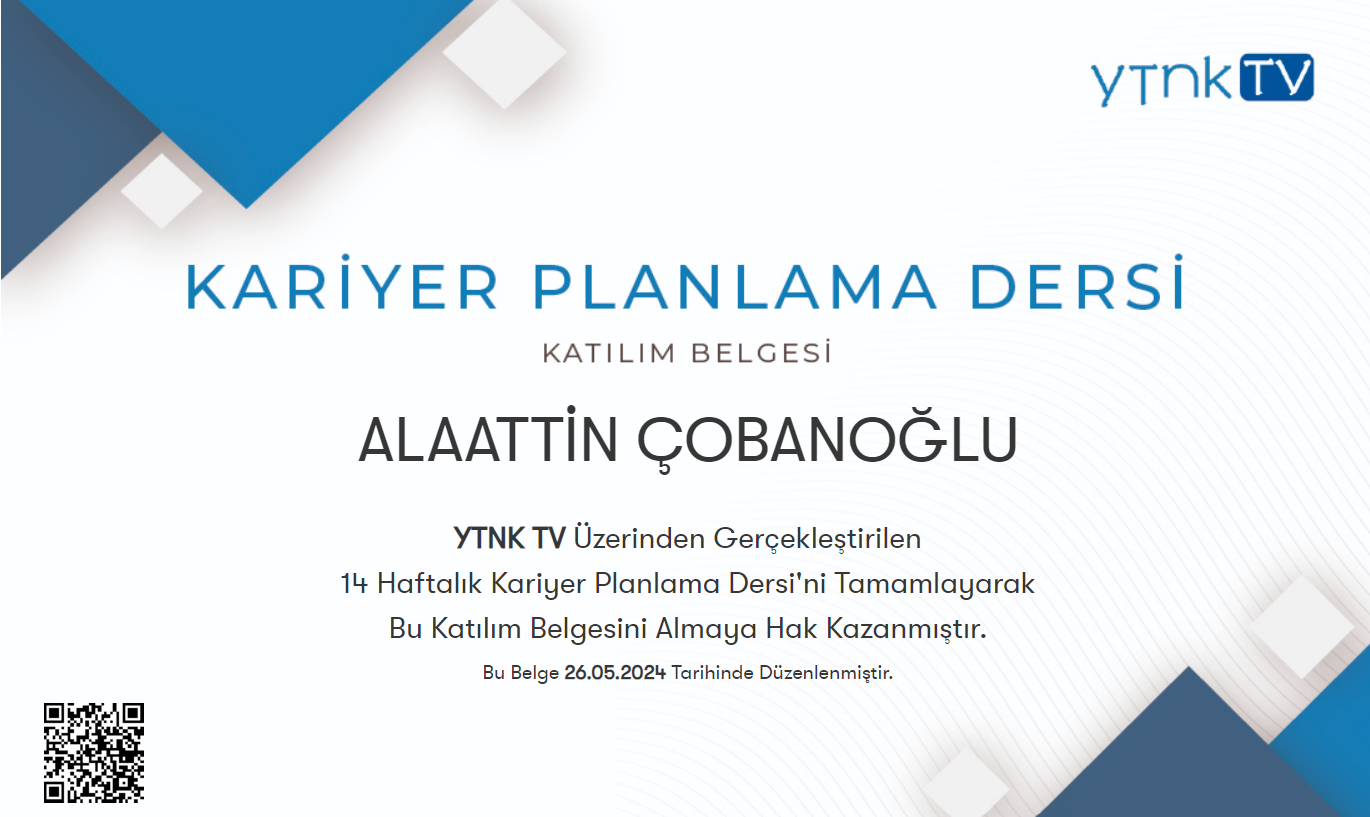 ytnk TV
KARİYER PLANLAMA DERSİ
KATILIM BELGESİ
ALAATTİN ÇOBANOĞLU
YTNK TV Üzerinden Gerçekleştirilen
14 Haftalık Kariyer Planlama Dersi'ni Tamamlayarak
Bu Katılım Belgesini Almaya Hak Kazanmıştır.
Bu Belge 26.05.2024 Tarihinde Düzenlenmiştir.